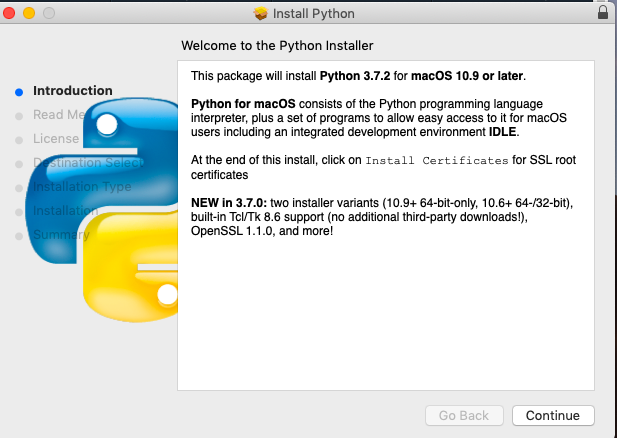 Install Python
Welcome to the Python Installer
Introduction
Read Me
License
Destination Select
Installation Type
Installation
Summary
This package will install Python 3.7.2 for macOS 10.9 or later.
Python for macOS consists of the Python programming language
interpreter, plus a set of programs to allow easy access to it for macOS
users including an integrated development environment IDLE.
At the end of this install, click on Install Certificates for SSL root
certificates
NEW in 3.7.0: two installer variants (10.9+ 64-bit-only, 10.6+ 64-/32-bit),
built-in Tcl/Tk 8.6 support (no additional third-party downloads!),
OpenSSL 1.1.0, and more!
Go Back
Continue